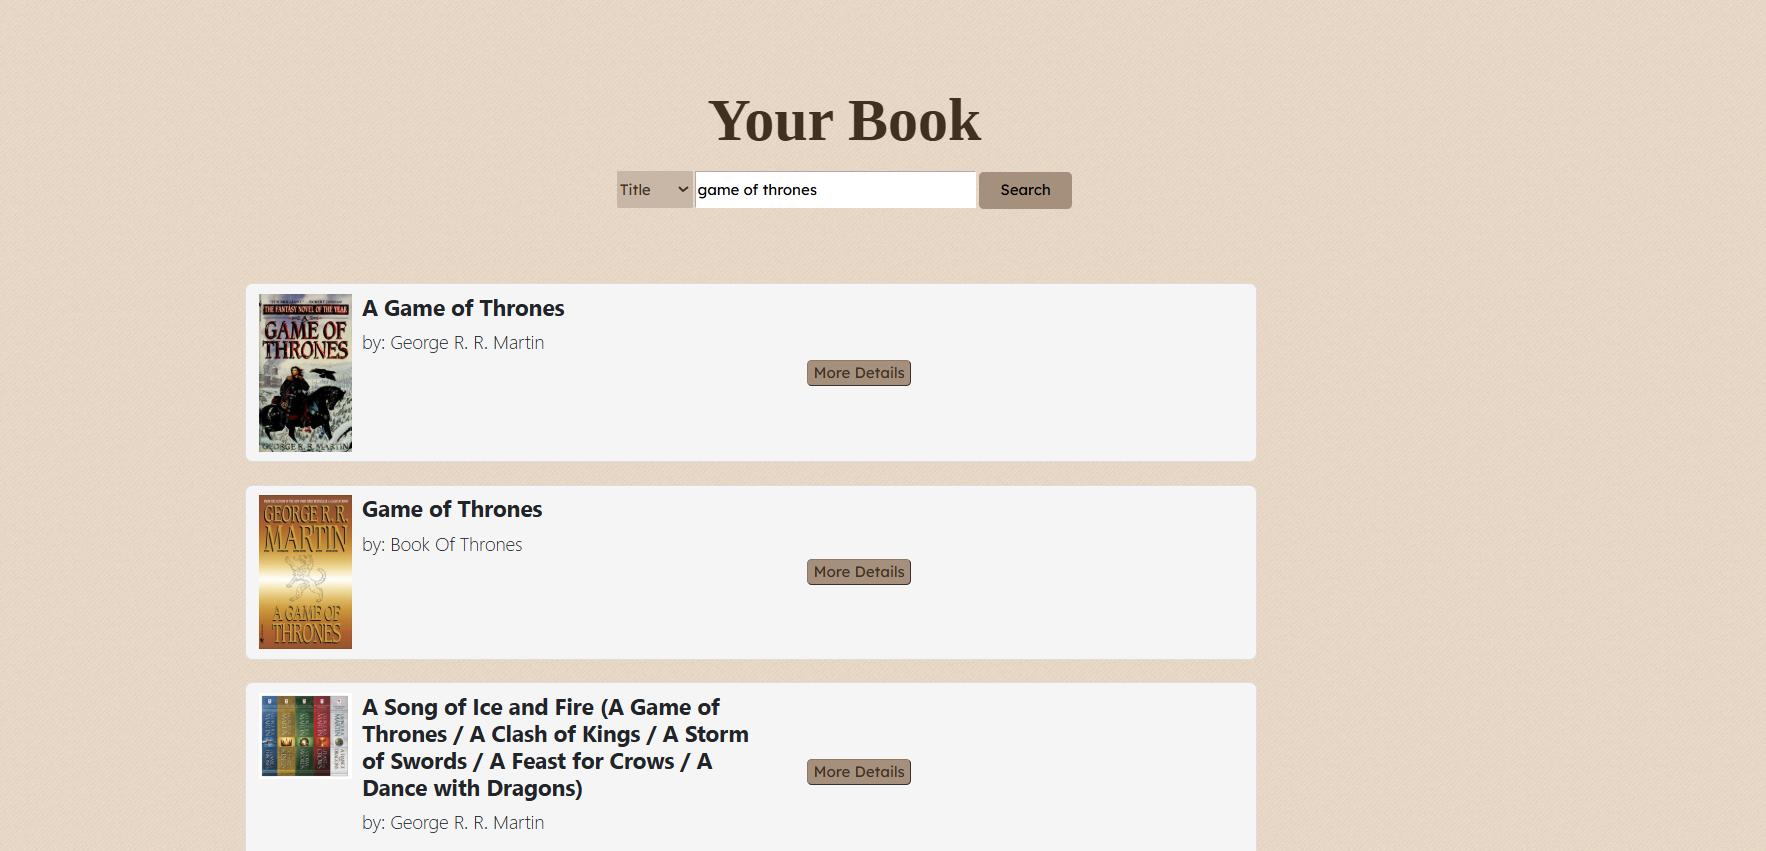 Your Book
Title
game of thrones
Search
THE FANTASY NOVEL OF THE YEAR
A
GAME OF
THRONES
GEORGE R. R. MARTIN
A Game of Thrones
by: George R. R. Martin
More Details
GEORGE R. R.
MARTIN
A GAME OF
THRONES
Game of Thrones
by: Book Of Thrones
More Details
A Song of Ice and Fire (A Game of
Thrones / A Clash of Kings / A Storm
of Swords / A Feast for Crows / A
Dance with Dragons)
by: George R. R. Martin
More Details